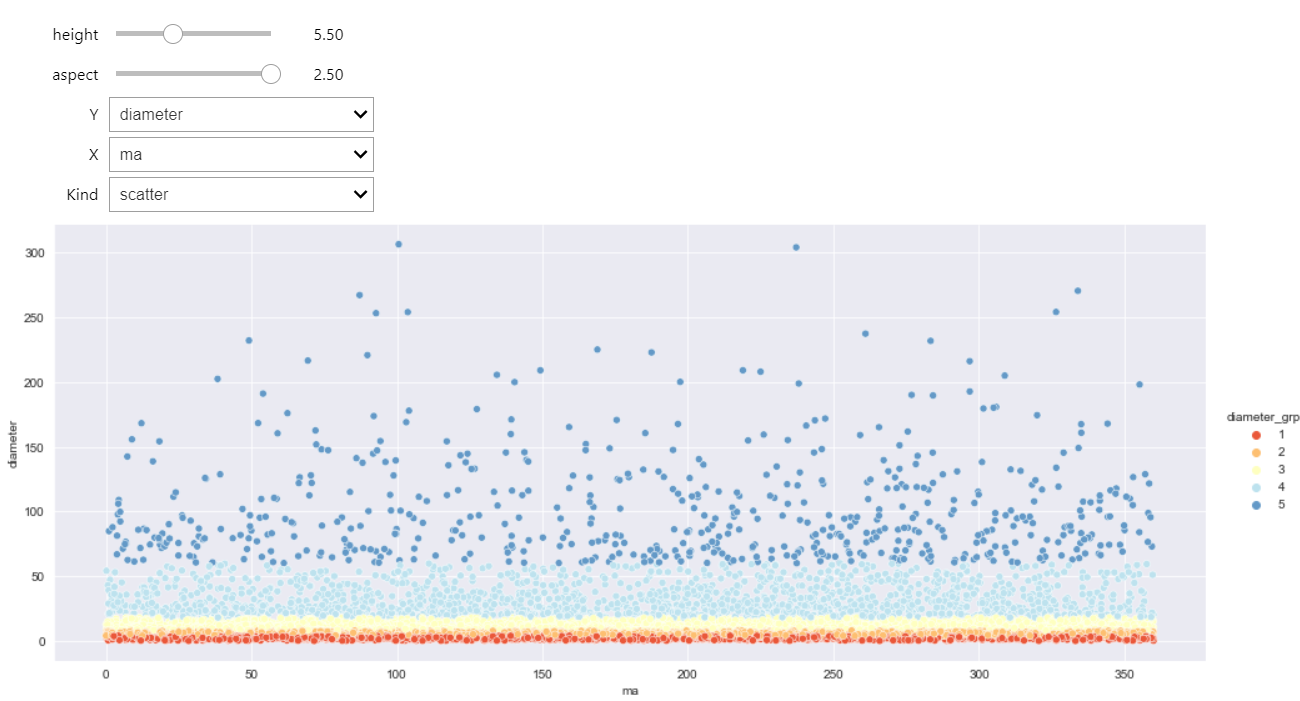 height 5.50
aspect 2.50
Y diameter
X ma
Kind scatter
300
250
200
150
100
50
0
diameter
0 50 100 150 200 250 300 350
ma
diameter_grp
1
2
3
4
5